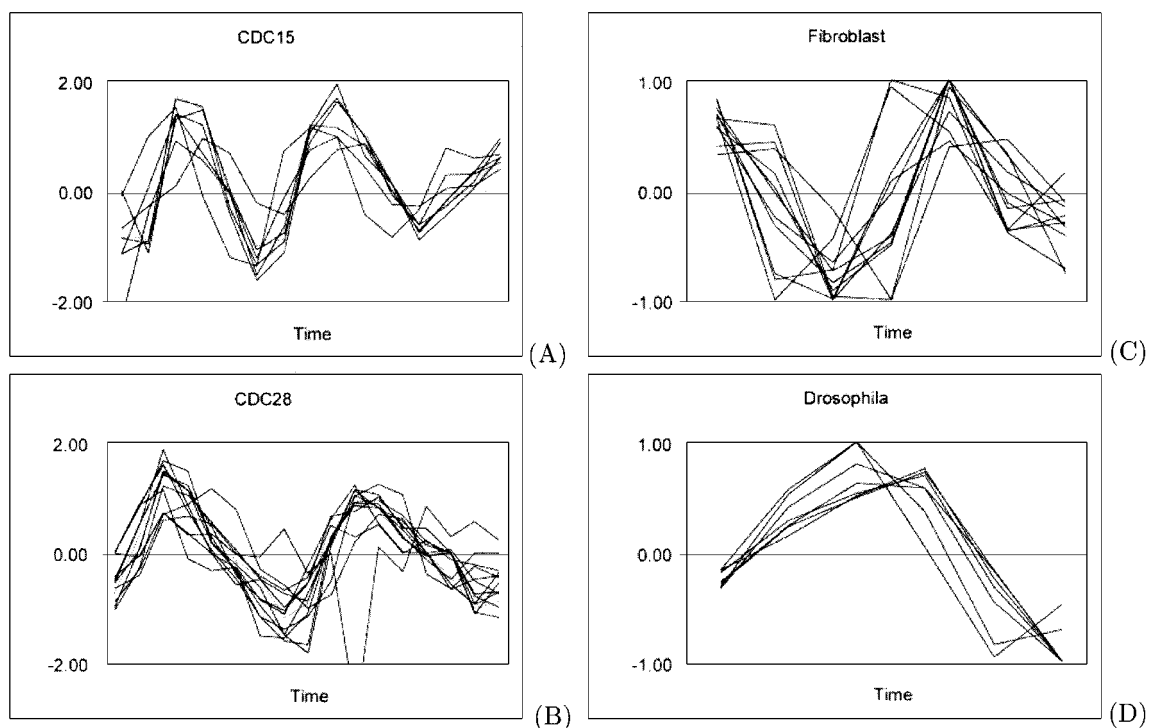 CDC15
2.00
0.00
-2.00
Time
(A)
Fibroblast
1.00
0.00
-1.00
Time
(C)
CDC28
2.00
0.00
-2.00
Time
(B)
Drosophila
1.00
0.00
-1.00
Time
(D)